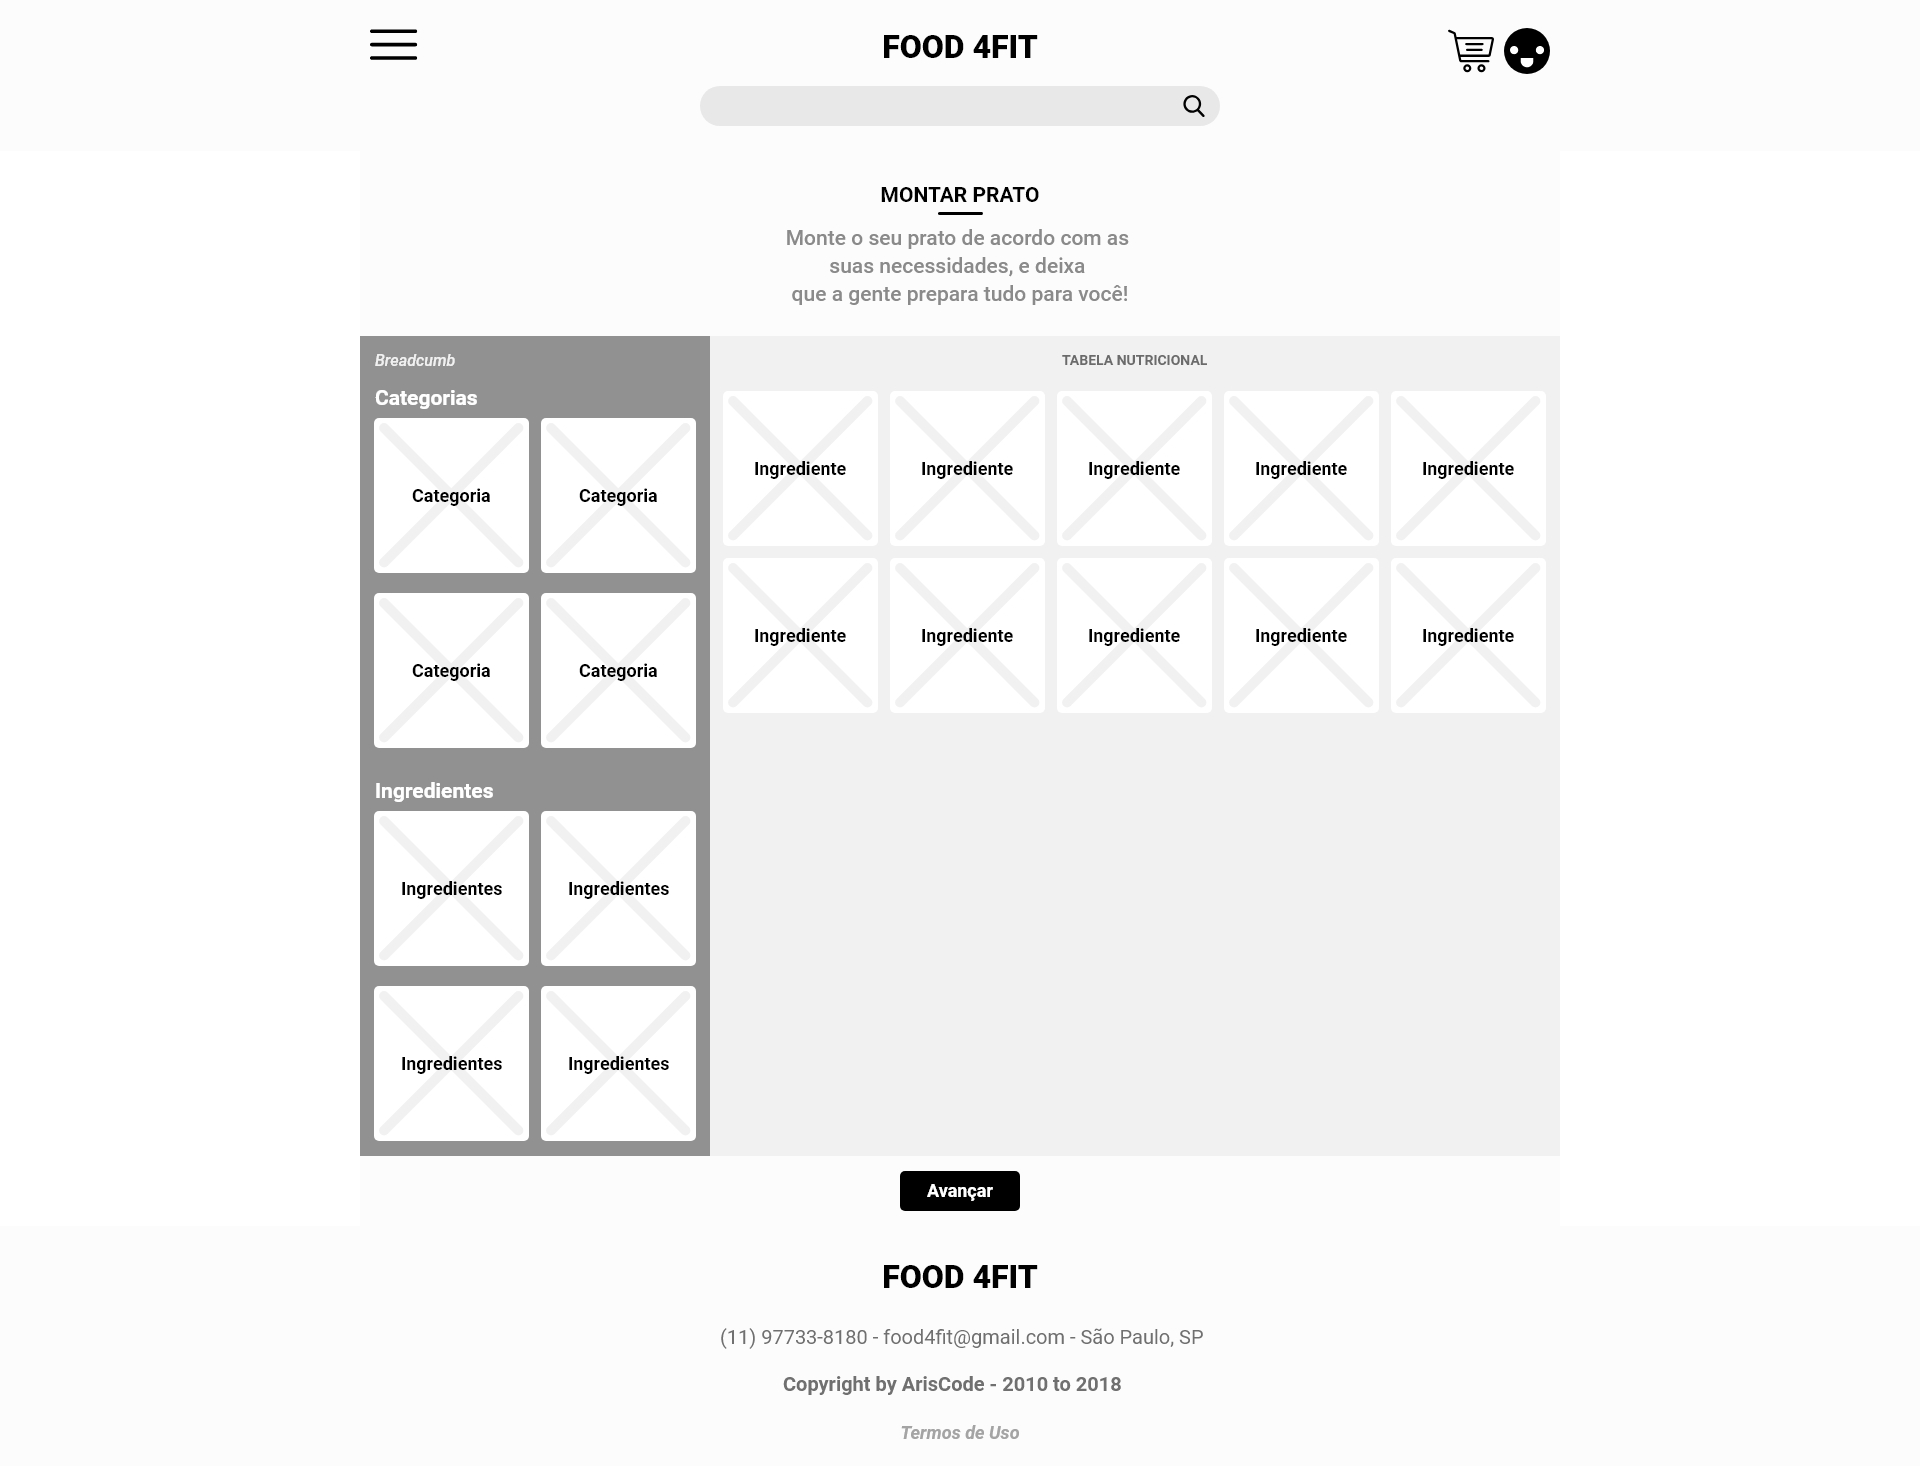 FOOD 4FIT
MONTAR PRATO
Monte o seu prato de acordo com as
suas necessidades, e deixa
que a gente prepara tudo para você!
Breadcumb
Categorias
Categoria Categoria
Categoria Categoria
Ingredientes
Ingredientes Ingredientes
Ingredientes Ingredientes
TABELA NUTRICIONAL
Ingrediente Ingrediente Ingrediente Ingrediente Ingrediente
Ingrediente Ingrediente Ingrediente Ingrediente Ingrediente
Avançar
FOOD 4FIT
(11) 97733-8180 - food4fit@gmail.com - São Paulo, SP
Copyright by ArisCode - 2010 to 2018
Termos de Uso